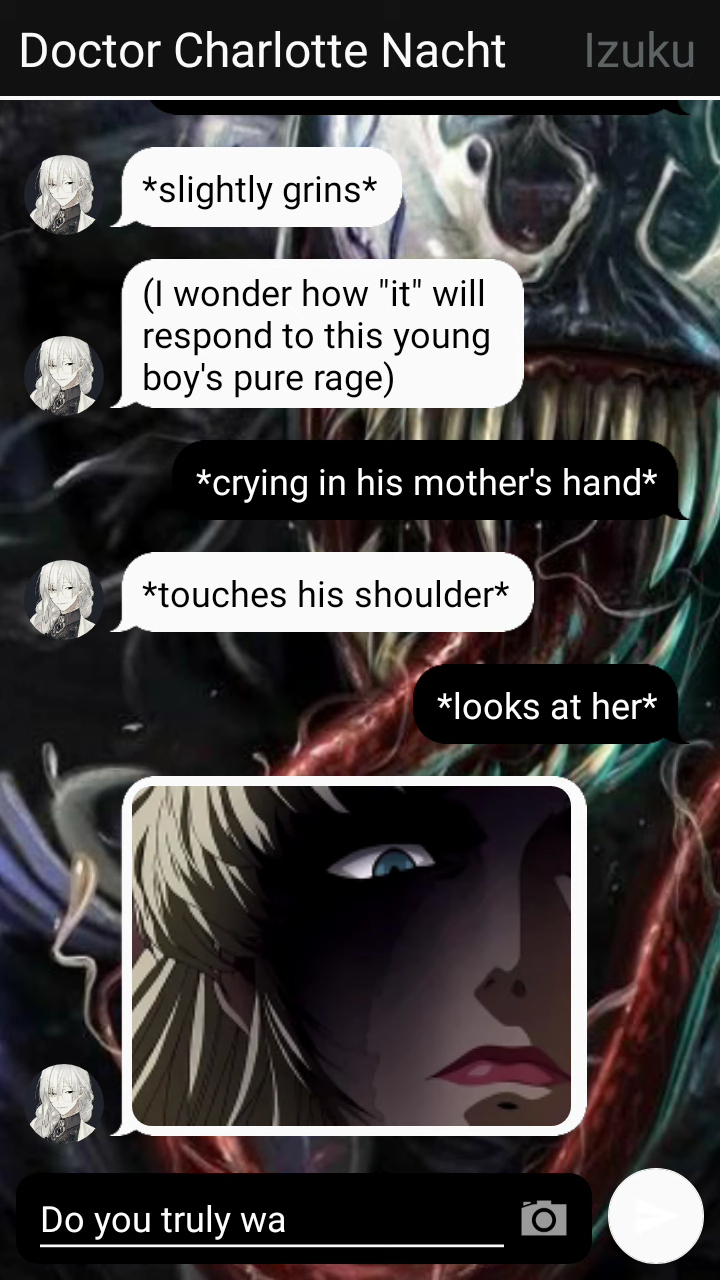 Doctor Charlotte Nacht Izuku
*slightly grins*
(I wonder how "it" will
respond to this young
boy's pure rage)
*crying in his mother's hand*
*touches his shoulder*
*looks at her*
Do you truly wa